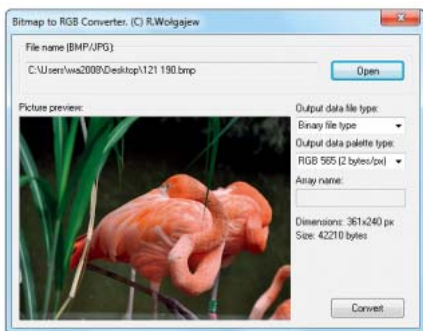 Bitmap to RGB Converter. (C) R.Wołgajew
File name (BMP/JPG):
C:\Users\wa2008\Desktop\121 190.bmp
Open
Picture preview:
Output data file type:
Binary file type
Output data palette type:
RGB 565 (2 bytes/px)
Array name:
Dimensions: 361x240 px
Size: 42210 bytes
Convert